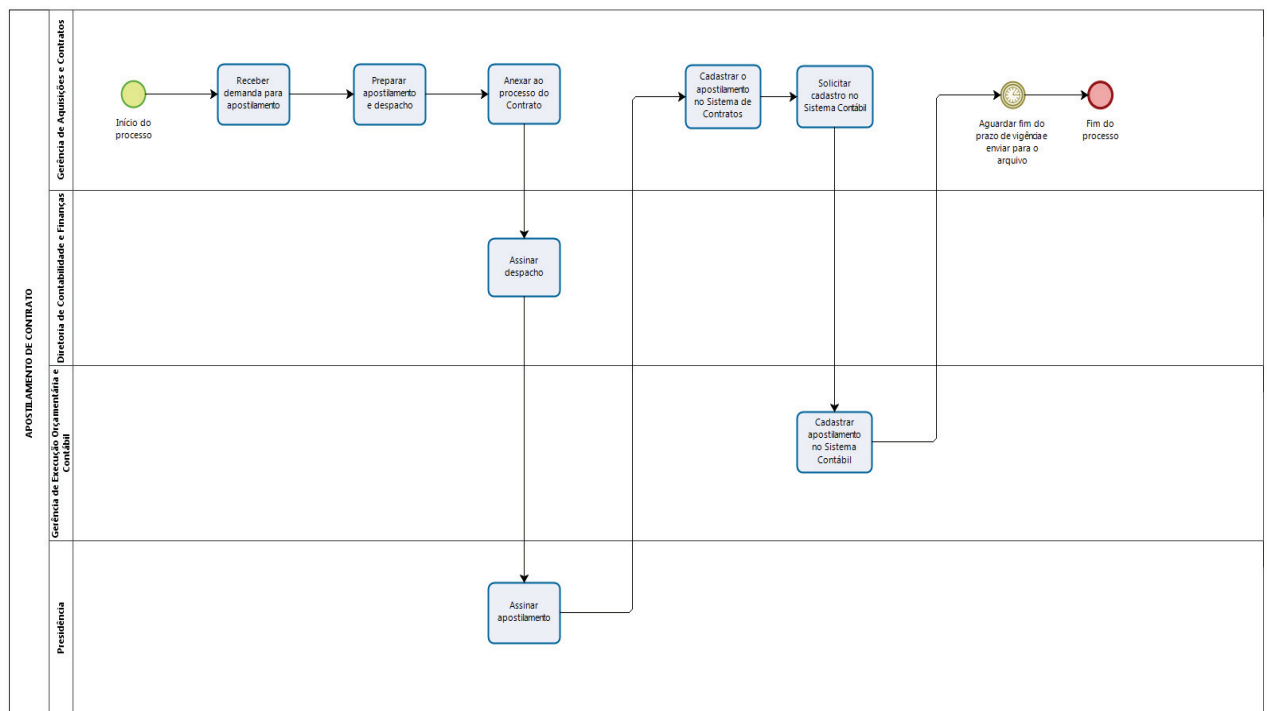 APOSTILAMENTO DE CONTRATO
Gerência de Aquisições e Contratos
Início do
processo
Receber
demanda para
apostilamento
Preparar
apostilamento
e despacho
Anexar ao
processo do
Contrato
Cadastrar o
apostilamento
no Sistema de
Contratos
Solicitar
cadastro no
Sistema Contábil
Aguardar fim do
prazo de vigência e
enviar para o
arquivo
Fim do
processo
Diretoria de Contabilidade e Finanças
Assinar
despacho
Gerência de Execução Orçamentária e
Contábil
Cadastrar
apostilamento
no Sistema
Contábil
Presidência
Assinar
apostilamento